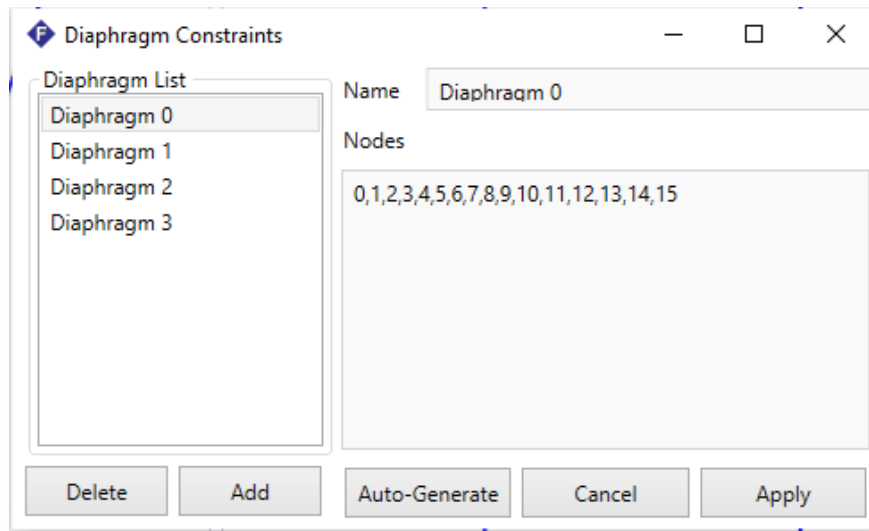 F Diaphragm Constraints
Diaphragm List
Diaphragm 0
Diaphragm 1
Diaphragm 2
Diaphragm 3
Name Diaphragm 0
Nodes
0,1,2,3,4,5,6,7,8,9,10,11,12,13,14,15
Delete Add Auto-Generate Cancel Apply